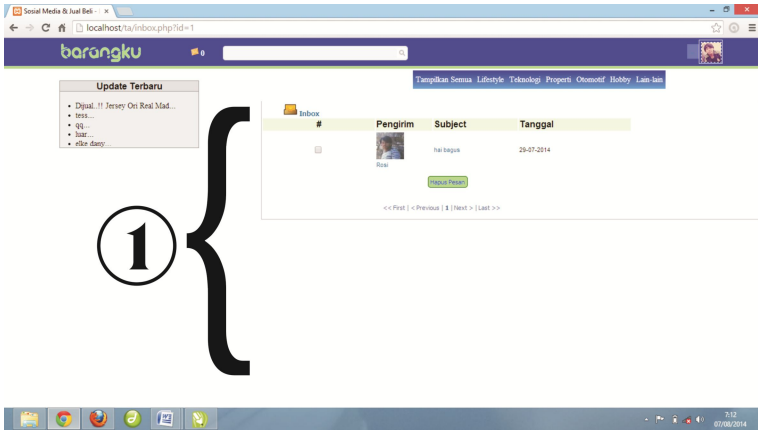 Sosial Media & Jual Beli -
localhost/ta/inbox.php?id=1
barangku
0
Tampilkan Semua Lifestyle Teknologi Properti Otomotif Hobby Lain-lain
Update Terbaru
Dijual..!! Jersey Ori Real Mad...
tess...
qq...
luar...
elke dany...
Inbox
# Pengirim Subject Tanggal
hai bagus 29-07-2014
Rosi
Hapus Pesan
<< First | < Previous | 1 | Next > | Last >>
1
7:12
07/08/2014